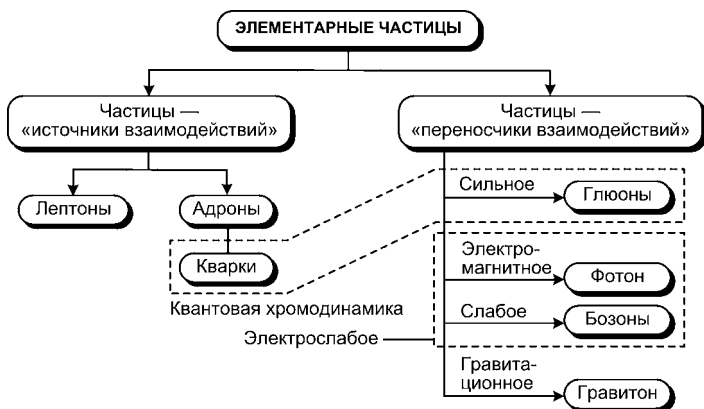 ЭЛЕМЕНТАРНЫЕ ЧАСТИЦЫ
Частицы —
«источники взаимодействий»
Частицы —
«переносчики взаимодействий»
Лептоны
Адроны
Кварки
Квантовая хромодинамика
Электрослабое
Сильное
Глюоны
Электро-
магнитное
Фотон
Слабое
Бозоны
Гравита-
ционное
Гравитон